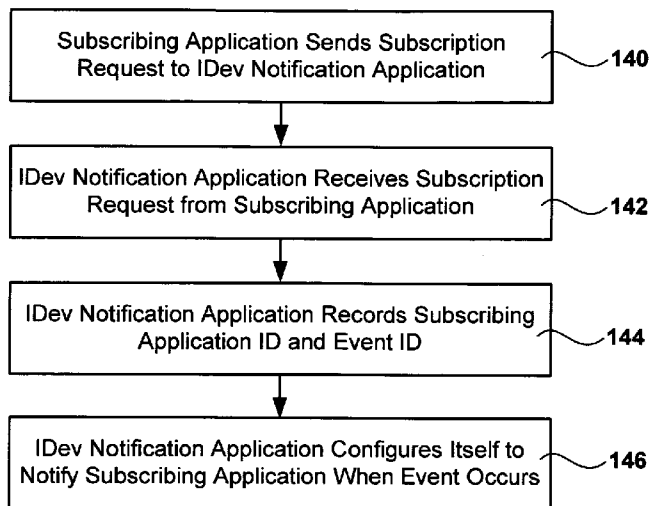 Subscribing Application Sends Subscription
Request to IDev Notification Application
140
IDev Notification Application Receives Subscription
Request from Subscribing Application
142
IDev Notification Application Records Subscribing
Application ID and Event ID
144
IDev Notification Application Configures Itself to
Notify Subscribing Application When Event Occurs
146